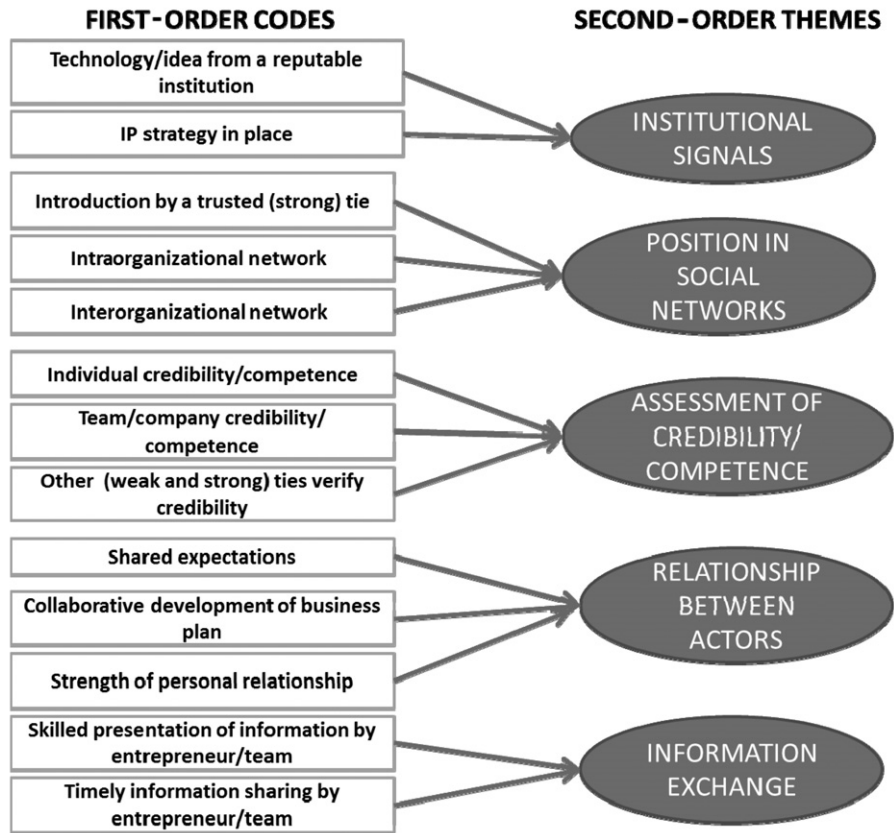 FIRST-ORDER CODES
SECOND-ORDER THEMES
Technology/idea from a reputable
institution
IP strategy in place
INSTITUTIONAL
SIGNALS
Introduction by a trusted (strong) tie
Intraorganizational network
Interorganizational network
POSITION IN
SOCIAL
NETWORKS
Individual credibility/competence
Team/company credibility/
competence
Other (weak and strong) ties verify
credibility
ASSESSMENT OF
CREDIBILITY/
COMPETENCE
Shared expectations
Collaborative development of business
plan
Strength of personal relationship
RELATIONSHIP
BETWEEN
ACTORS
Skilled presentation of information by
entrepreneur/team
Timely information sharing by
entrepreneur/team
INFORMATION
EXCHANGE